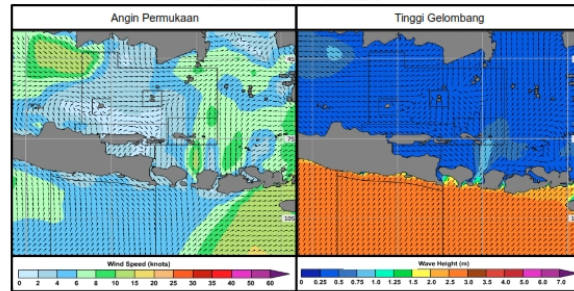 Angin Permukaan
Tinggi Gelombang
Wind Speed (knots)
0 2 4 6 8 10 15 20 25 30 35 40 45 50 60
Wave Height (m)
0 0.25 0.5 0.75 1.0 1.25 1.5 2.0 2.5 3.0 3.5 4.0 5.0 6.0 7.0